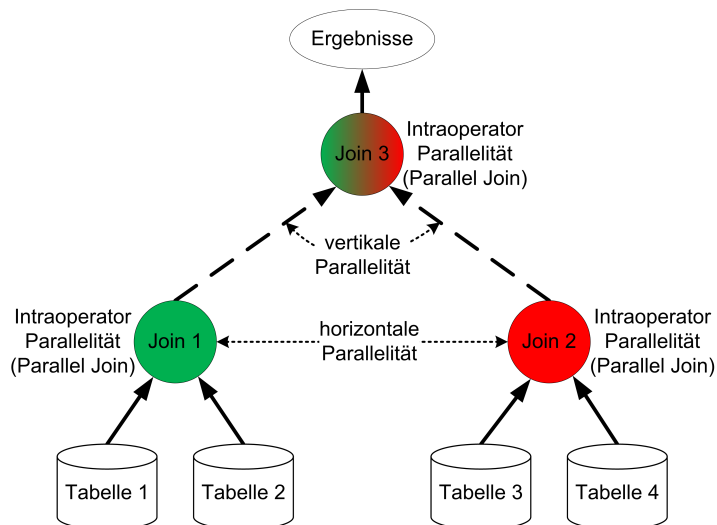 Ergebnisse
Join 3
Intraoperator
Parallelität
(Parallel Join)
vertikale
Parallelität
Intraoperator
Parallelität
(Parallel Join)
Join 1
horizontale
Parallelität
Join 2
Intraoperator
Parallelität
(Parallel Join)
Tabelle 1
Tabelle 2
Tabelle 3
Tabelle 4